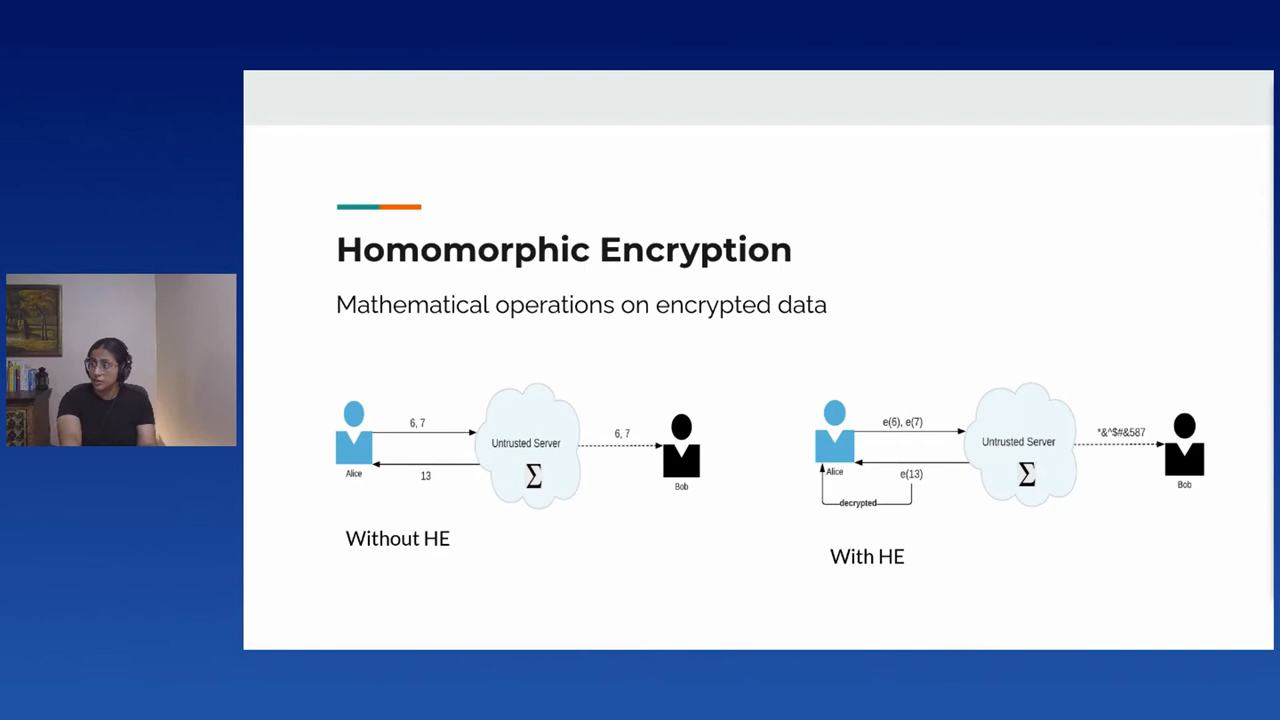 Homomorphic Encryption
Mathematical operations on encrypted data
6, 7
Untrusted Server
Σ
6, 7
Alice
13
Bob
Without HE
e(6), e(7)
Untrusted Server
Σ
*&^$#&587
Alice
e(13)
decrypted
Bob
With HE